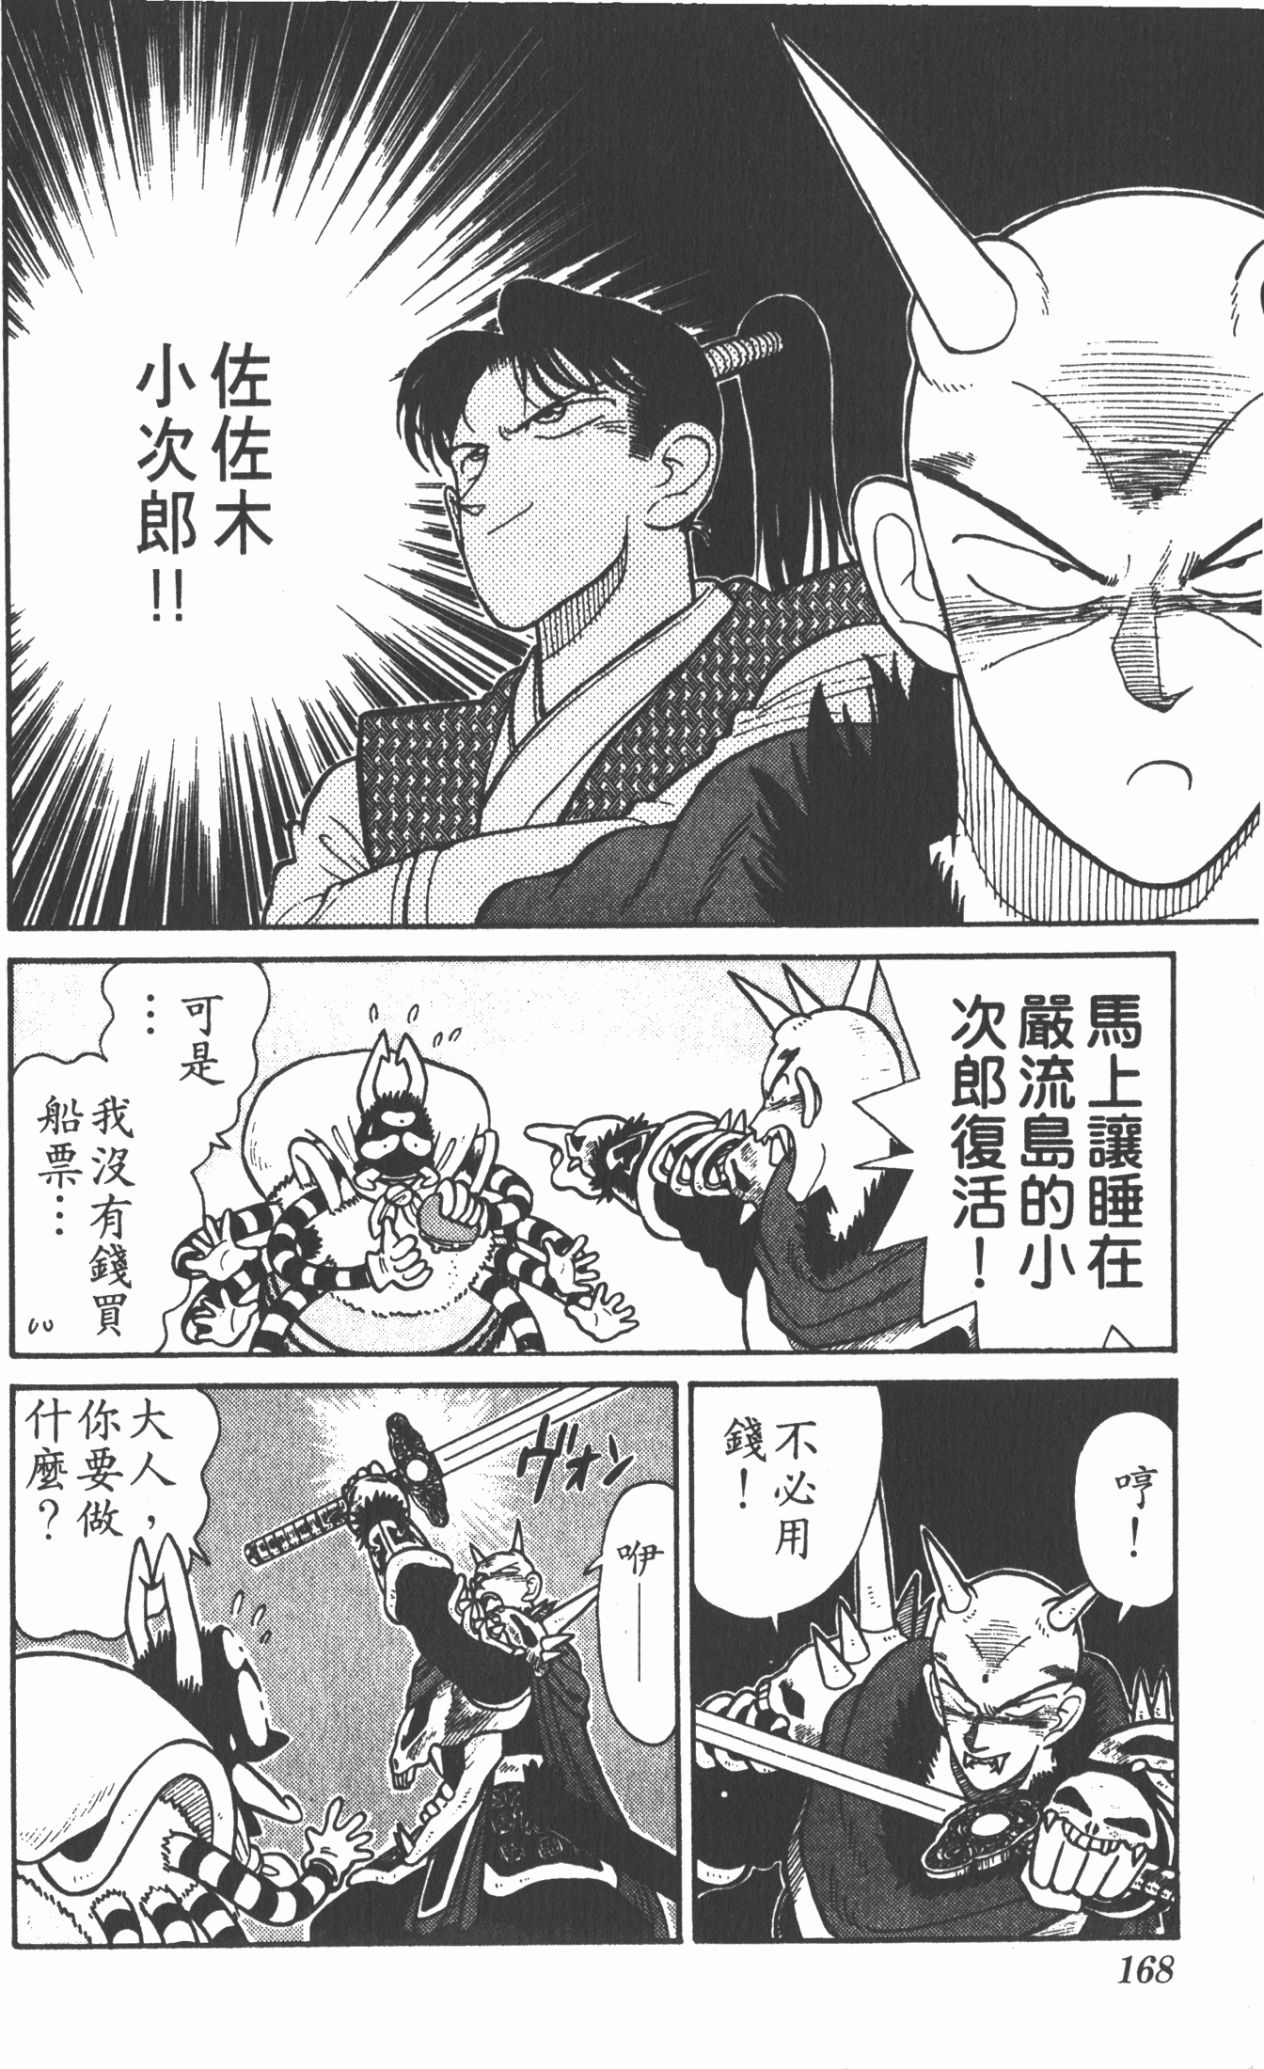 佐佐木
小次郎!!
馬上讓睡在
嚴流島的小
次郎復活！
可是
…
我沒有錢買
船票…
哼！
不必用
錢！
咿——
ヴォン
大人，
你要做
什麼？
168